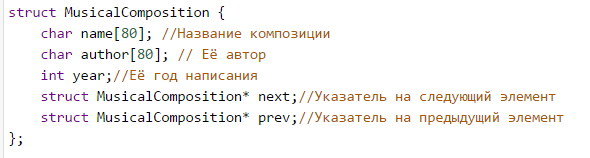 struct MusicalComposition {
char name[80]; //Название композиции
char author[80]; // Её автор
int year;//Её год написания
struct MusicalComposition* next;//Указатель на следующий элемент
struct MusicalComposition* prev;//Указатель на предыдущий элемент
};